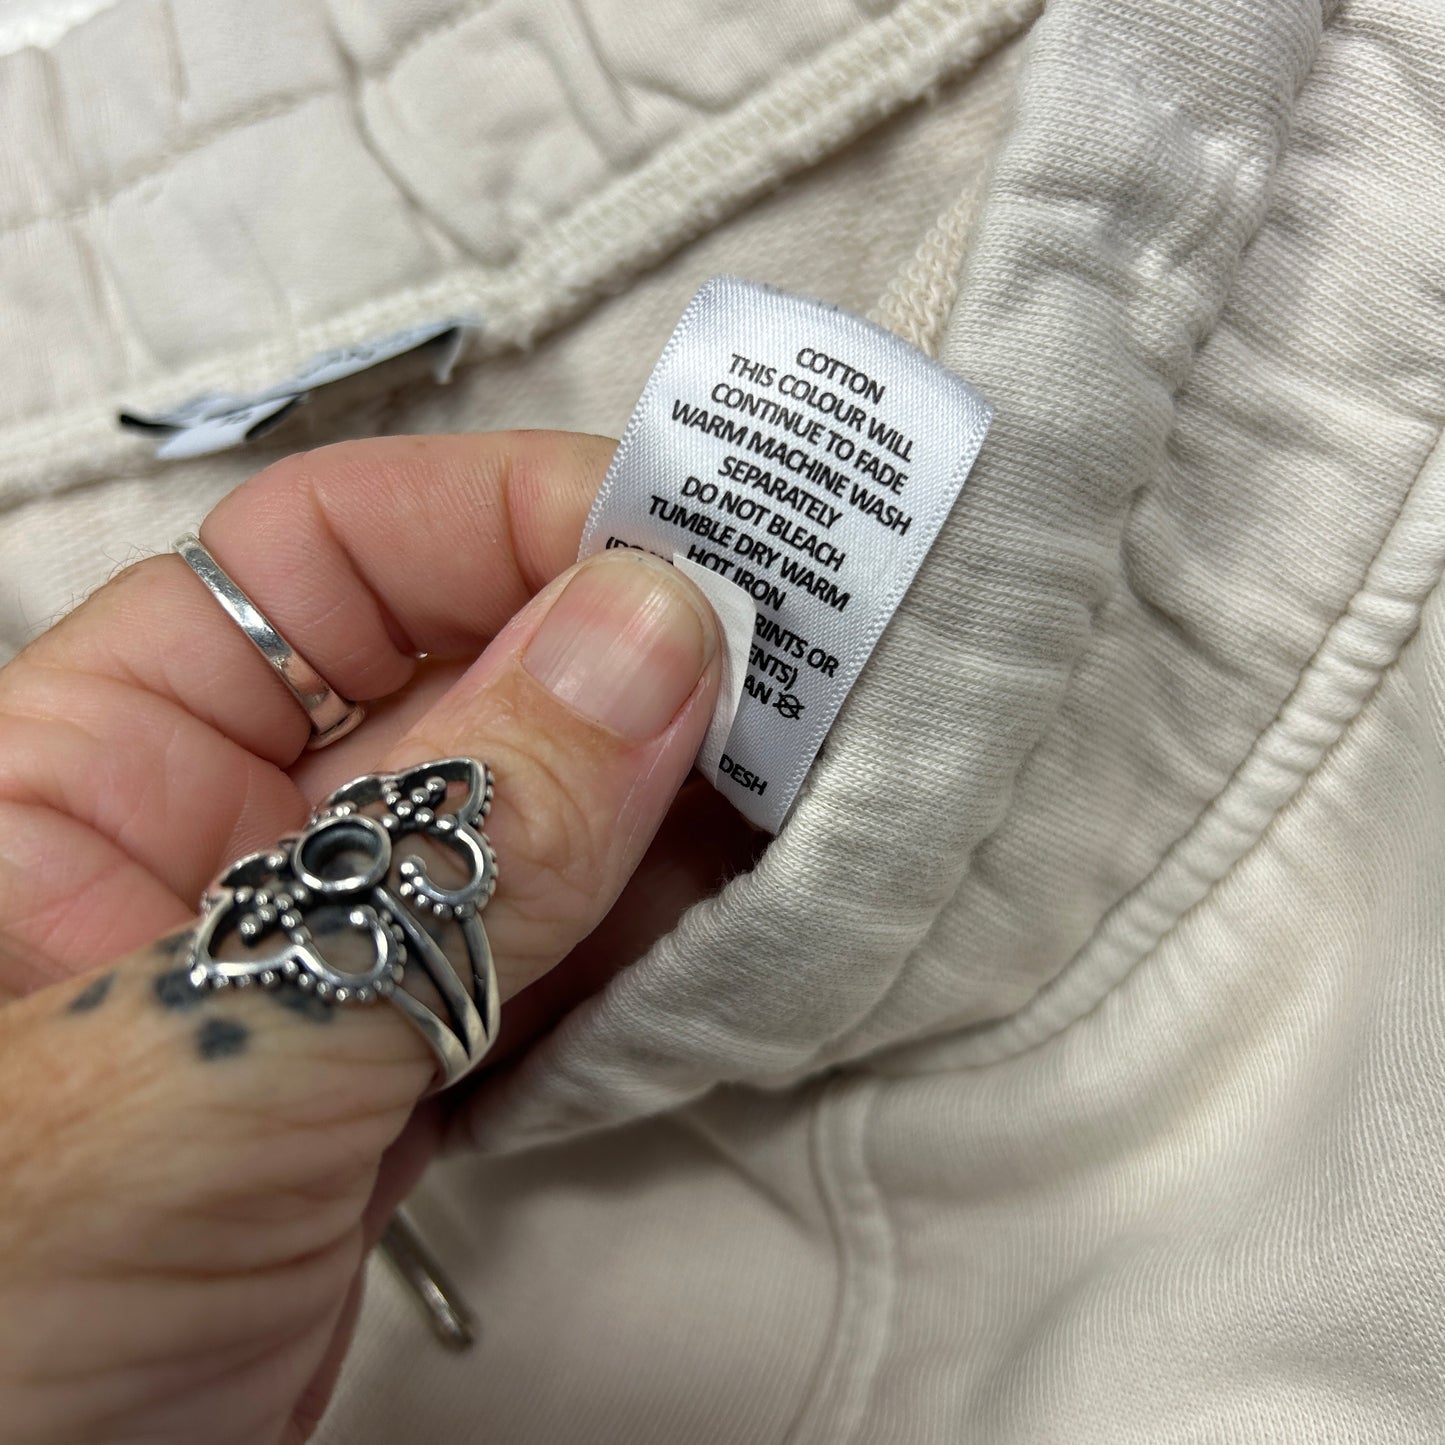 COTTON
THIS COLOUR WILL
CONTINUE TO FADE
WARM MACHINE WASH
SEPARATELY
DO NOT BLEACH
TUMBLE DRY WARM
HOT IRON
RINTS OR
ENTS)
AN
DESH